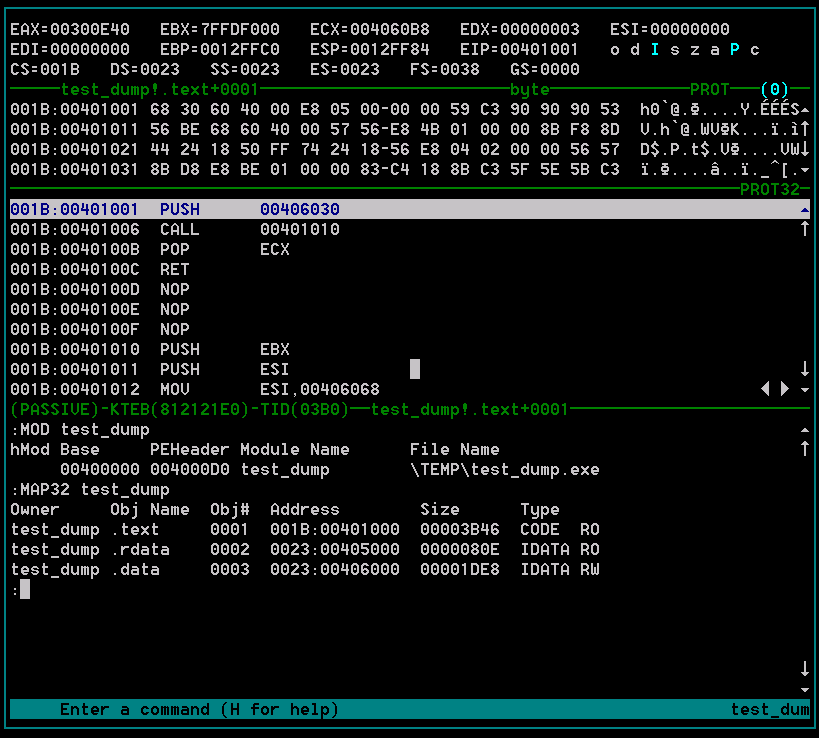 EAX=00300E40   EBX=7FFDF000   ECX=004060B8   EDX=00000003   ESI=00000000
EDI=00000000   EBP=0012FFC0   ESP=0012FF84   EIP=00401001   o d I s z a P c
CS=001B   DS=0023   SS=0023   ES=0023   FS=0038   GS=0000
test_dump!.text+0001 byte PROT (0)
001B:00401001 68 30 60 40 00 E8 05 00-00 00 59 C3 90 90 90 53  h0`@.Φ....Y.ÉÉÉS
001B:00401011 56 BE 68 60 40 00 57 56-E8 4B 01 00 00 8B F8 8D  V.h`@.WVΦK...ï.ì
001B:00401021 44 24 18 50 FF 74 24 18-56 E8 04 02 00 00 56 57  D$.P.t$.VΦ....VW
001B:00401031 8B D8 E8 BE 01 00 00 83-C4 18 8B C3 5F 5E 5B C3  ï.Φ....â..ï._^[.
PROT32
001B:00401001  PUSH      00406030
001B:00401006  CALL      00401010
001B:0040100B  POP       ECX
001B:0040100C  RET
001B:0040100D  NOP
001B:0040100E  NOP
001B:0040100F  NOP
001B:00401010  PUSH      EBX
001B:00401011  PUSH      ESI
001B:00401012  MOV       ESI,00406068
(PASSIVE)-KTEB(812121E0)-TID(03B0)—test_dump!.text+0001
:MOD test_dump
hMod Base     PEHeader Module Name      File Name
     00400000 004000D0 test_dump        \TEMP\test_dump.exe
:MAP32 test_dump
Owner     Obj Name  Obj#  Address        Size      Type
test_dump .text     0001  001B:00401000  00003B46  CODE  RO
test_dump .rdata    0002  0023:00405000  0000080E  IDATA RO
test_dump .data     0003  0023:00406000  00001DE8  IDATA RW
:
Enter a command (H for help) test_dum